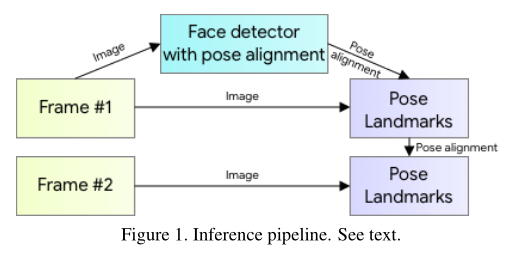 Face detector
with pose alignment
Image
Pose
alignment
Frame #1
Image
Pose
Landmarks
Pose alignment
Frame #2
Image
Pose
Landmarks
Figure 1. Inference pipeline. See text.